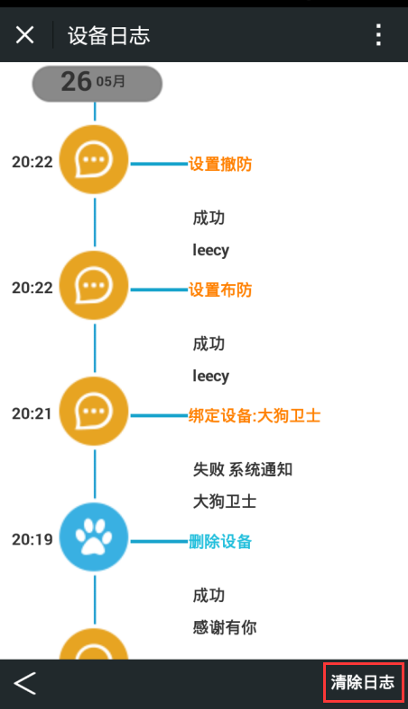 设备日志
26 05月
20:22 设置撤防
成功
leecy
20:22 设置布防
成功
leecy
20:21 绑定设备:大狗卫士
失败 系统通知
大狗卫士
20:19 删除设备
成功
感谢有你
清除日志